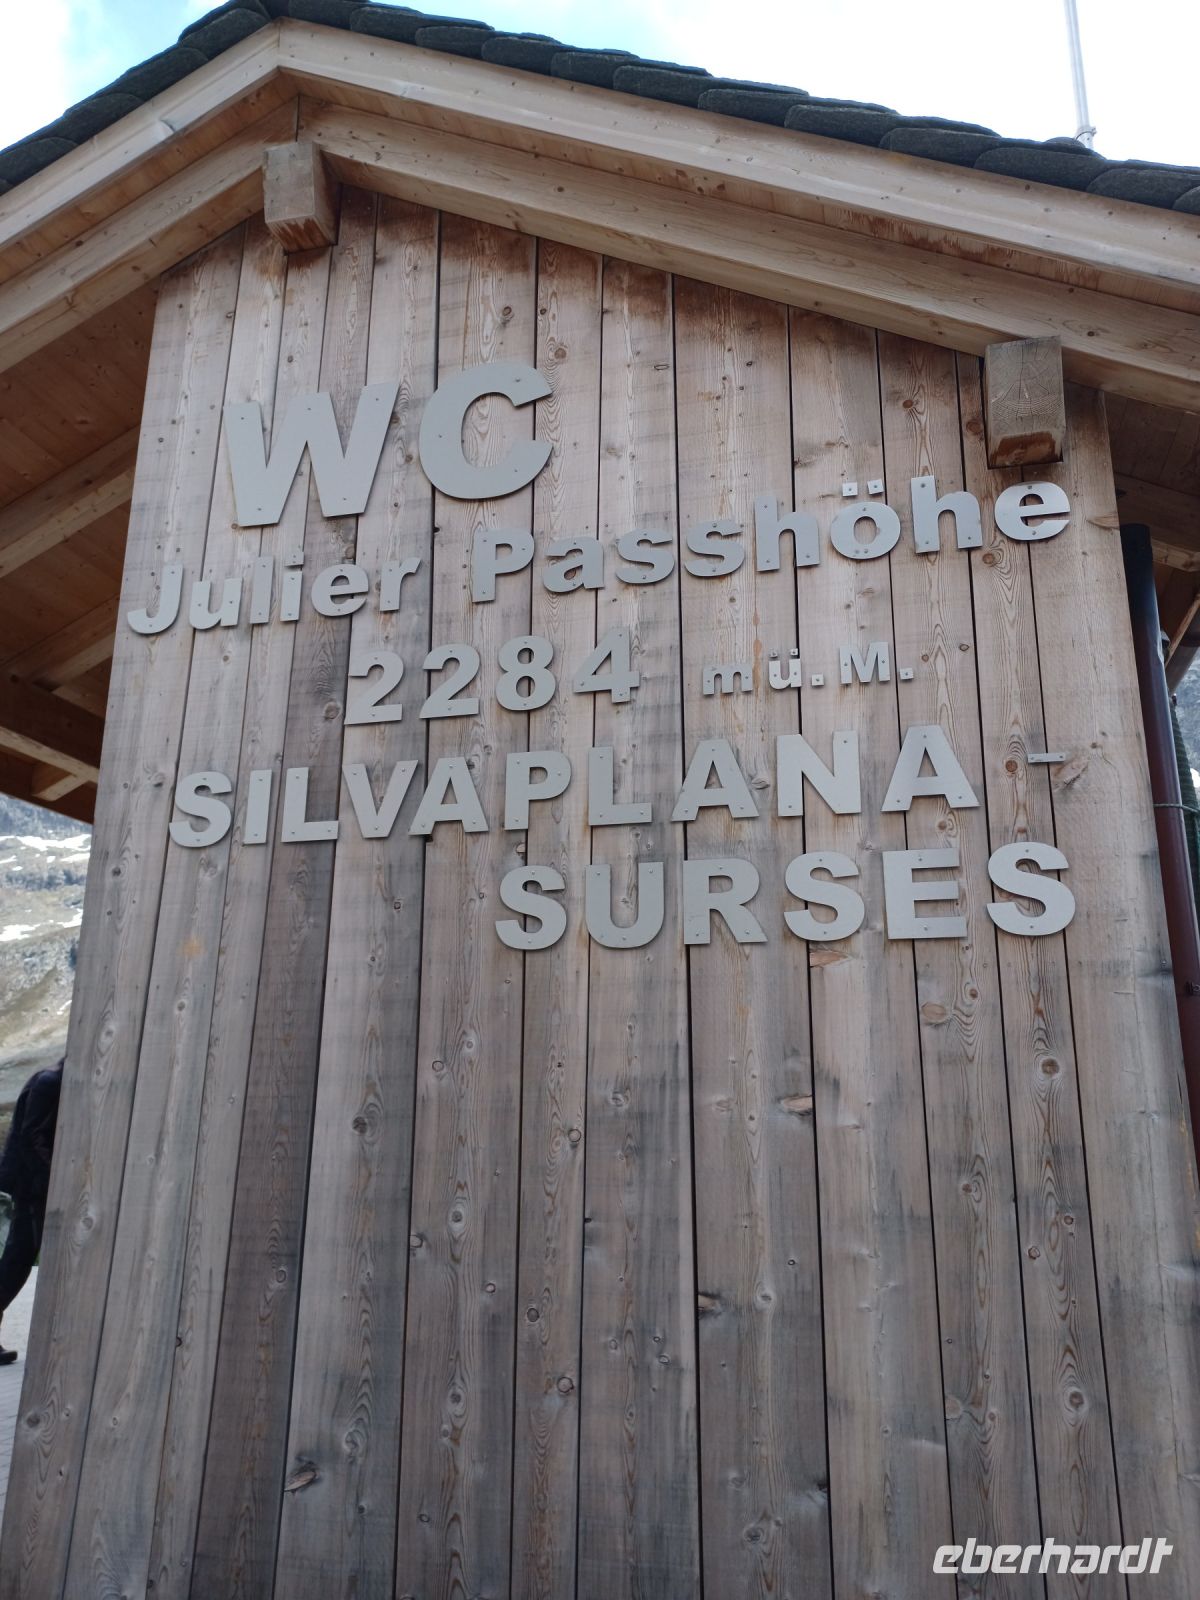 WC
Julier Passhöhe
2284 mü.M.
SILVAPLANA -
SURSES
eberhardt